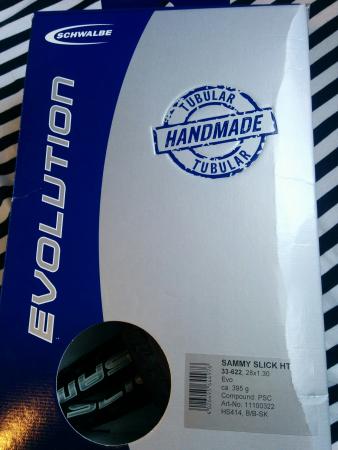 SCHWALBE
EVOLUTION
TUBULAR
HANDMADE
TUBULAR
SAMMY SLICK HT
33-622, 28x1.30
Evo
ca. 395 g
Compound: PSC
Art-No. 11100322
HS414, B/B-SK